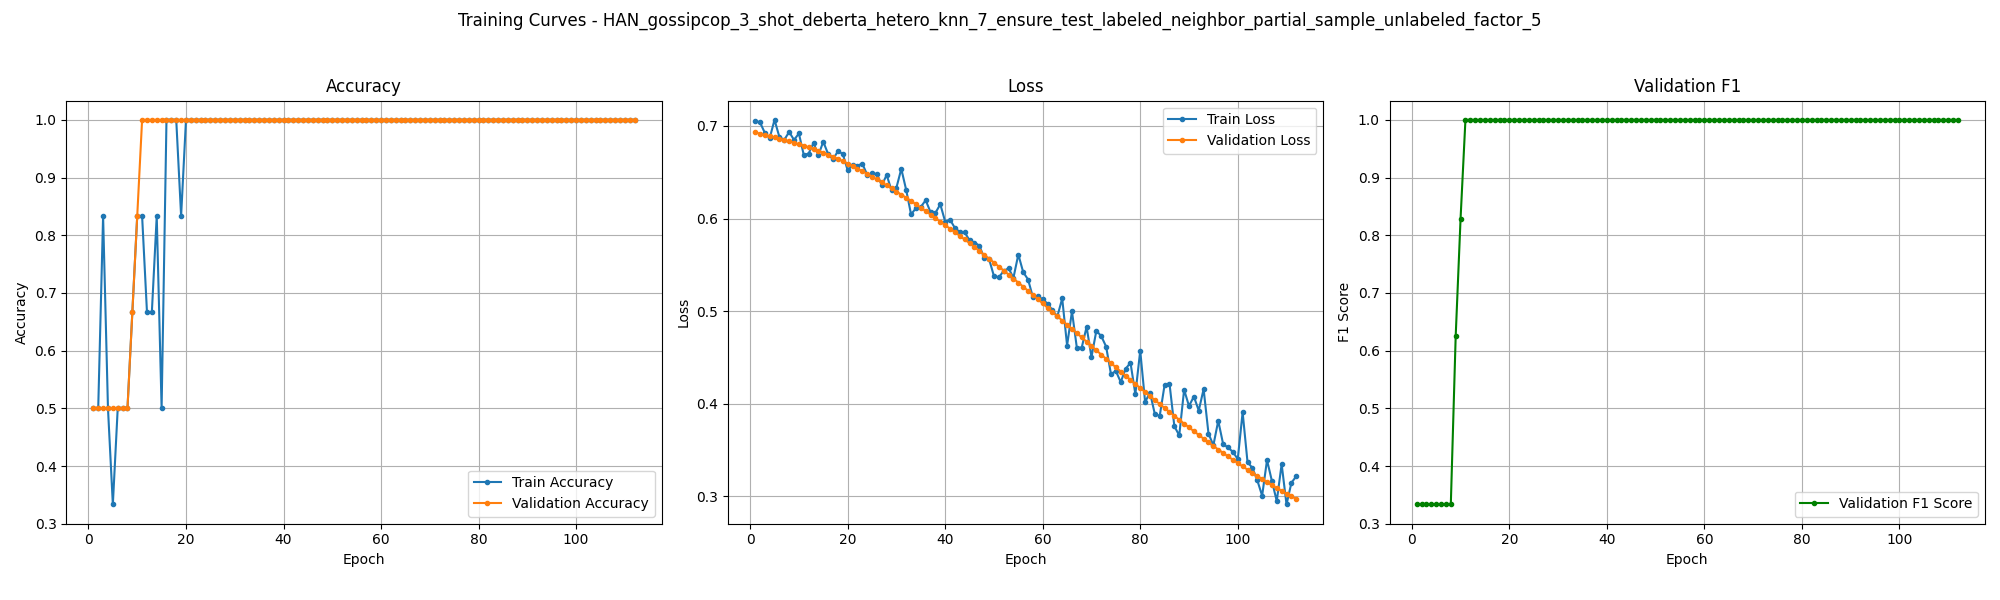 Training Curves - HAN_gossipcop_3_shot_deberta_hetero_knn_7_ensure_test_labeled_neighbor_partial_sample_unlabeled_factor_5
Accuracy
1.0
0.9
0.8
0.7
0.6
0.5
0.4
0.3
Accuracy
0 20 40 60 80 100
Epoch
Train Accuracy
Validation Accuracy
Loss
0.7
0.6
0.5
0.4
0.3
Loss
0 20 40 60 80 100
Epoch
Train Loss
Validation Loss
Validation F1
1.0
0.9
0.8
0.7
0.6
0.5
0.4
0.3
F1 Score
0 20 40 60 80 100
Epoch
Validation F1 Score